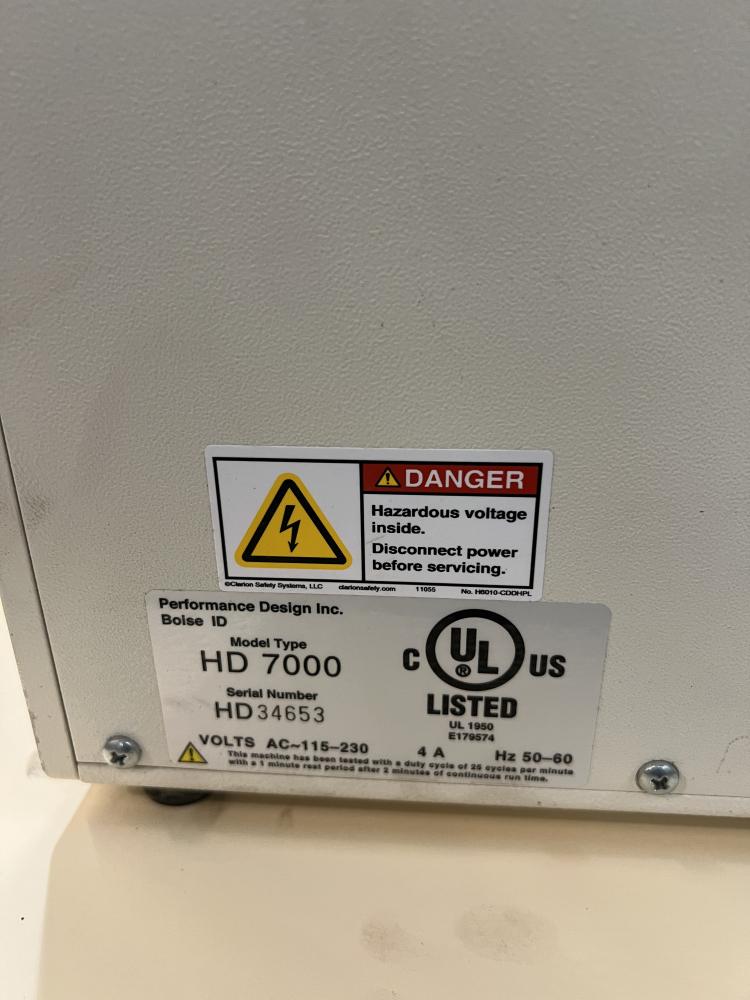 DANGER
Hazardous voltage
inside.
Disconnect power
before servicing.
©Clarion Safety Systems, LLC clarionsafety.com 11055 No. H6010-CDDHPL
Performance Design Inc.
Boise ID
Model Type
HD 7000
Serial Number
HD34653
C UL ® US
LISTED
UL 1950
E179574
VOLTS AC~115-230 4 A Hz 50-60
This machine has been tested with a duty cycle of 25 cycles per minute
with a 1 minute rest period after 2 minutes of continuous run time.